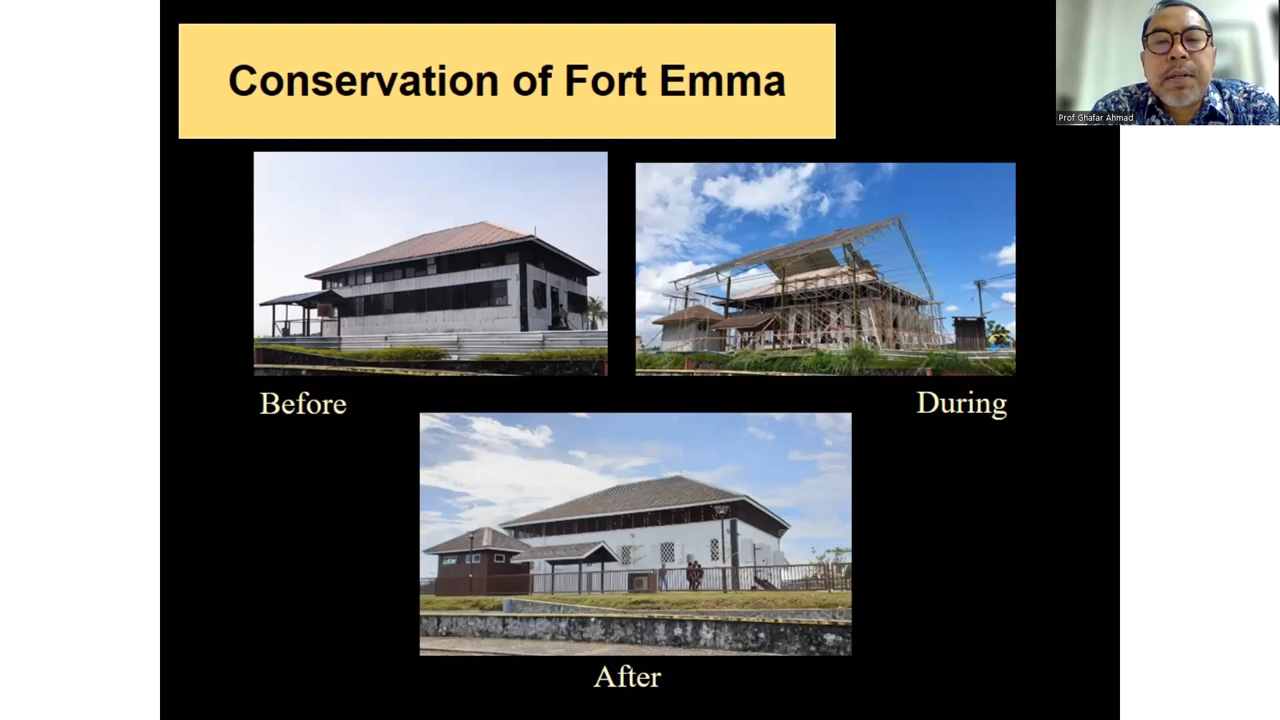 Conservation of Fort Emma
Prof Ghafar Ahmad
Before
During
After